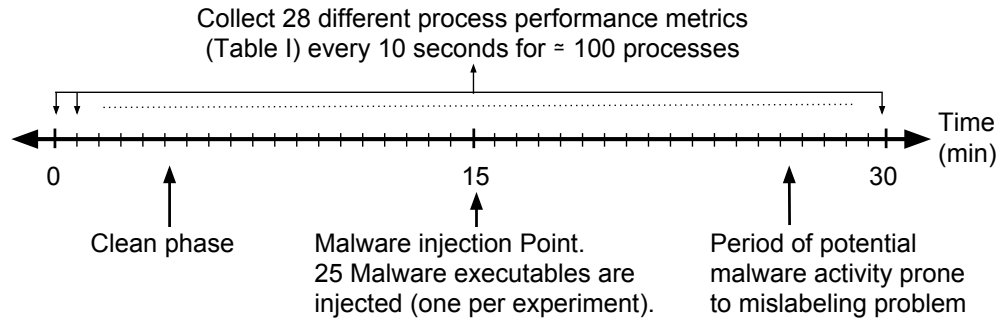 Collect 28 different process performance metrics
(Table I) every 10 seconds for ≃ 100 processes
Time
(min)
0
15
30
Clean phase
Malware injection Point.
25 Malware executables are
injected (one per experiment).
Period of potential
malware activity prone
to mislabeling problem